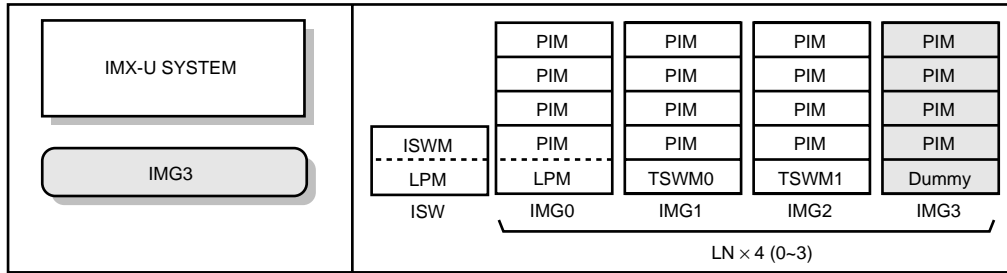 IMX-U SYSTEM
IMG3
PIM PIM PIM PIM
PIM PIM PIM PIM
PIM PIM PIM PIM
ISWM PIM PIM PIM PIM
LPM LPM TSWM0 TSWM1 Dummy
ISW IMG0 IMG1 IMG2 IMG3
LN × 4 (0~3)